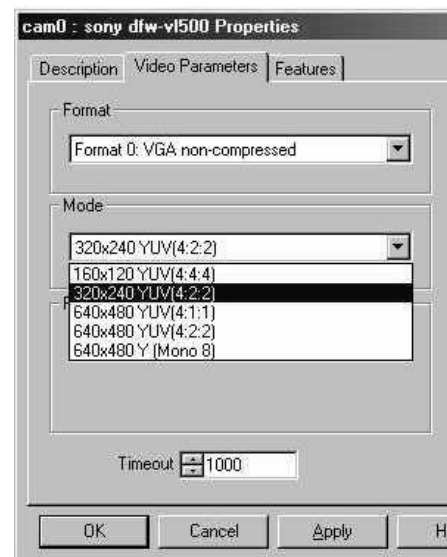 cam0 : sony dfw-vl500 Properties
Description Video Parameters Features
Format
Format 0: VGA non-compressed
Mode
320x240 YUV(4:2:2)
160x120 YUV(4:4:4)
320x240 YUV(4:2:2)
640x480 YUV(4:1:1)
640x480 YUV(4:2:2)
640x480 Y (Mono 8)
Timeout 1000
OK Cancel Apply H